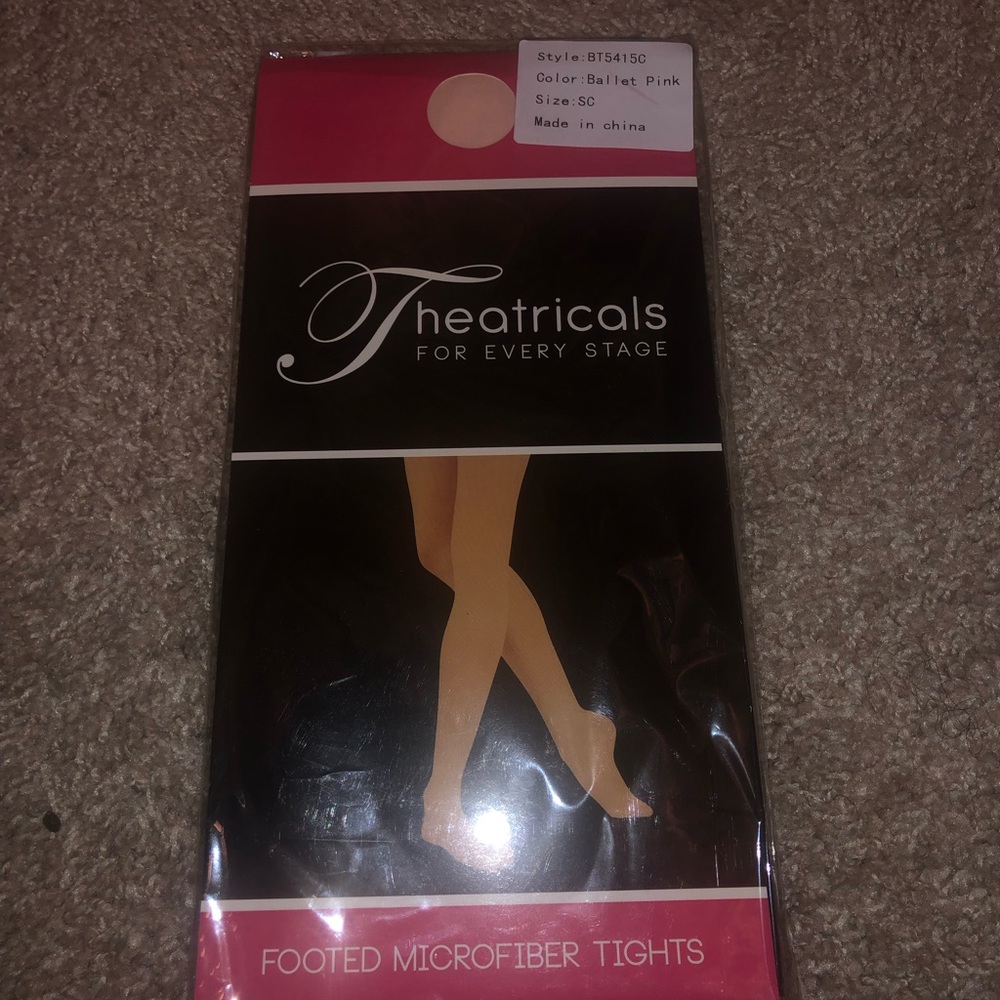 Style:BT5415C
Color:Ballet Pink
Size:SC
Made in china
Theatricals
FOR EVERY STAGE
FOOTED MICROFIBER TIGHTS